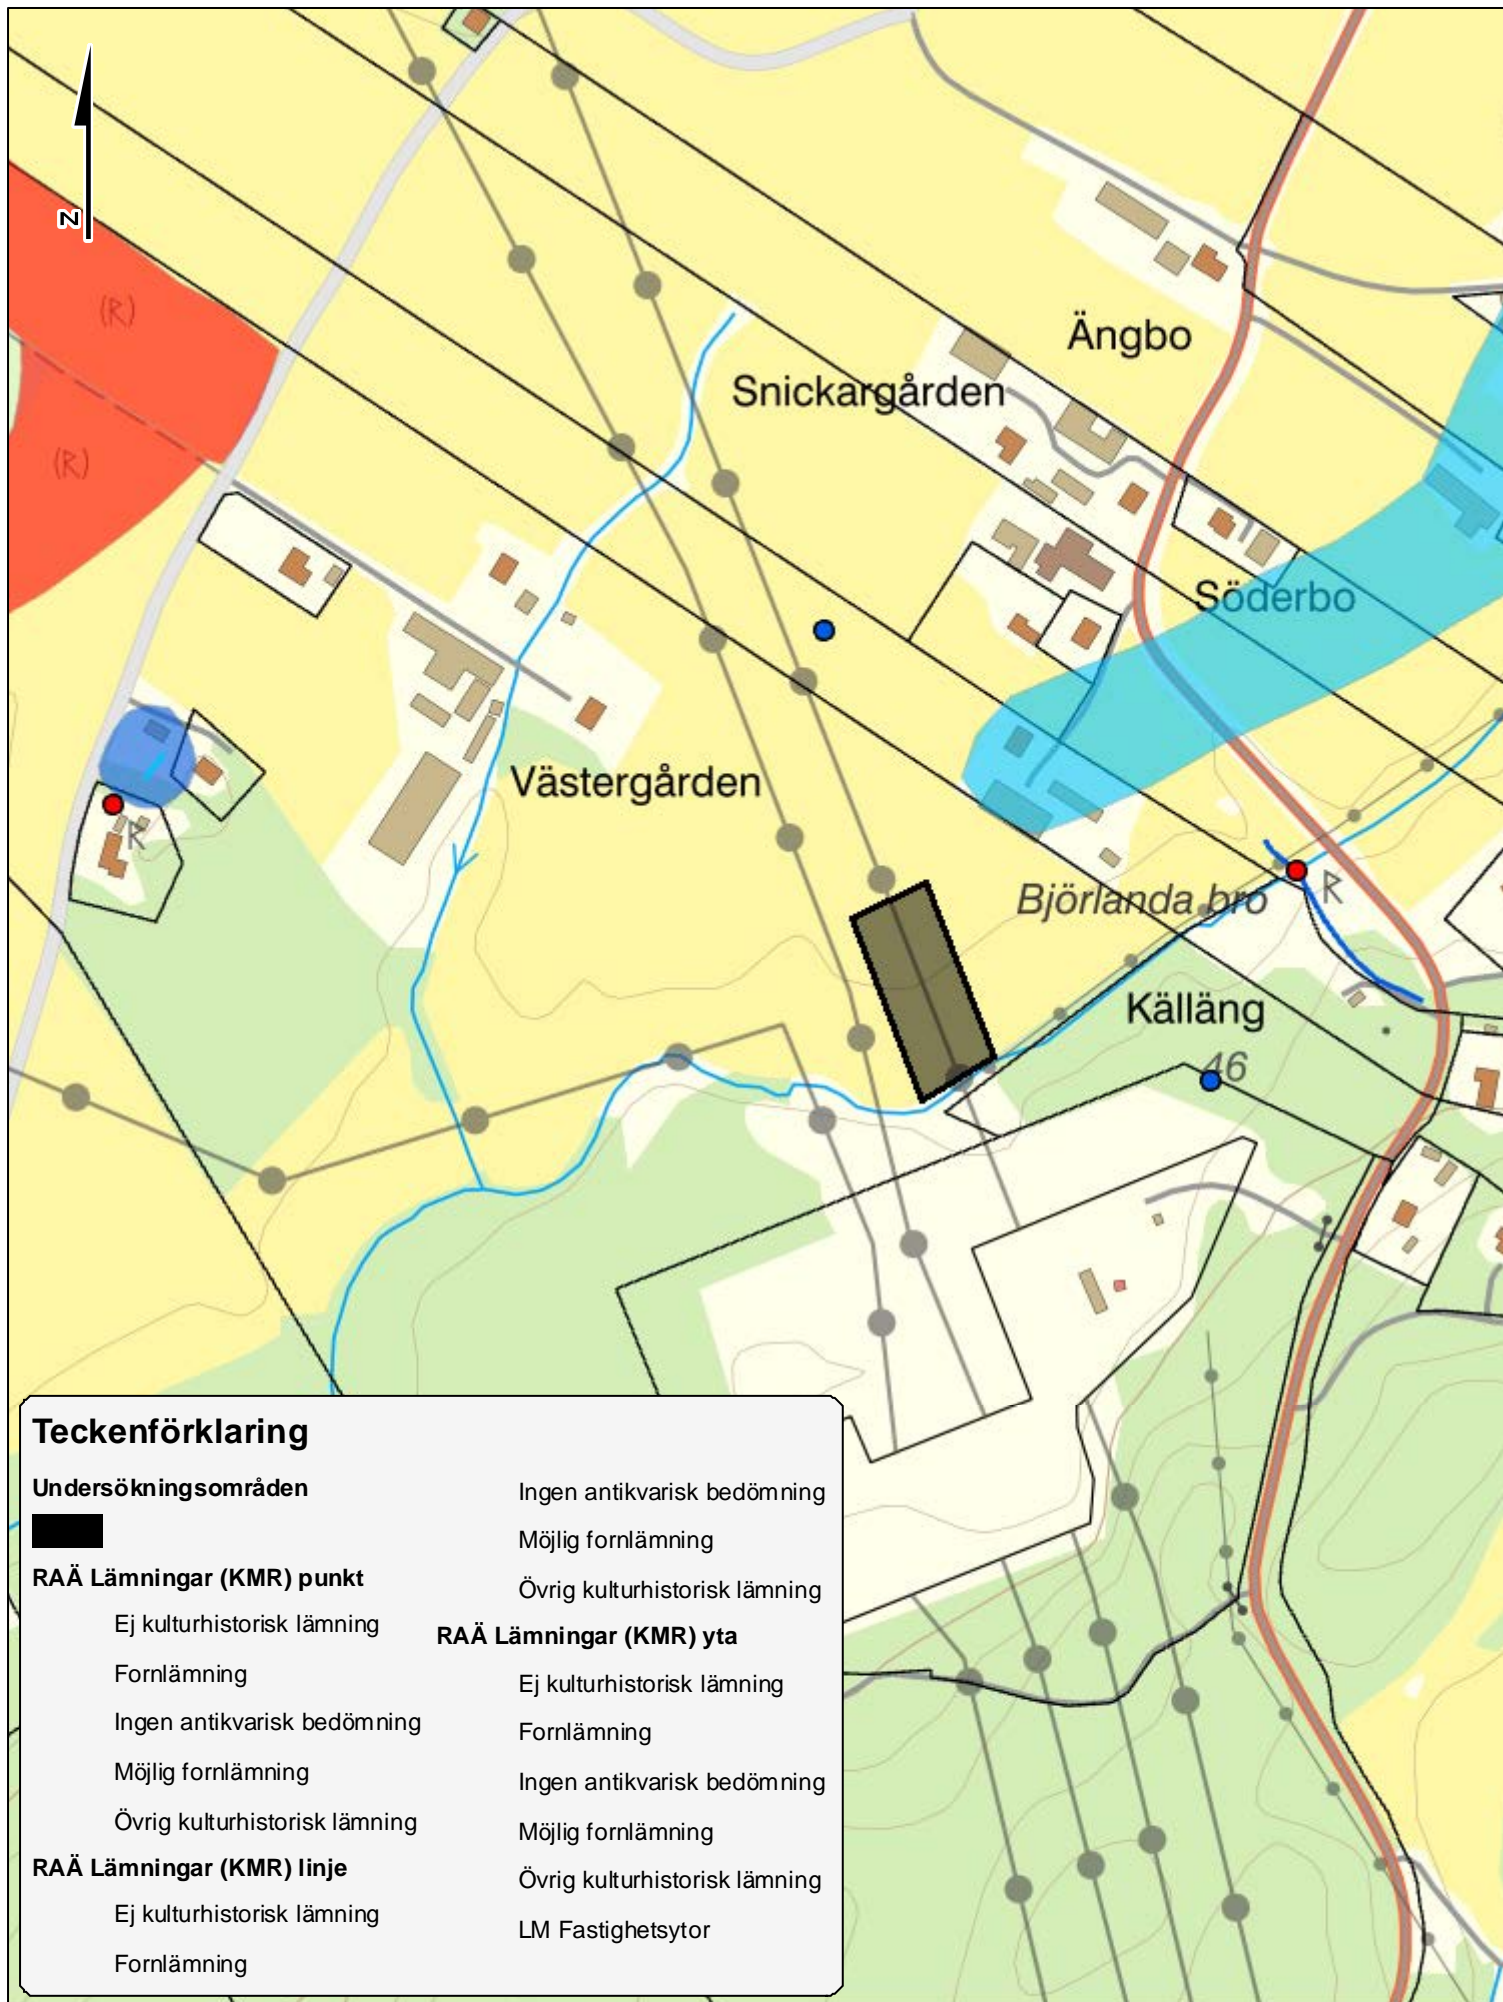 N
(R)
(R)
Ängbo
Snickargården
Söderbo
Västergården
R
Björlanda bro
R
Källäng
46
Teckenförklaring
Undersökningsområden
RAÄ Lämningar (KMR) punkt
Ej kulturhistorisk lämning
Fornlämning
Ingen antikvarisk bedömning
Möjlig fornlämning
Övrig kulturhistorisk lämning
RAÄ Lämningar (KMR) linje
Ej kulturhistorisk lämning
Fornlämning
Ingen antikvarisk bedömning
Möjlig fornlämning
Övrig kulturhistorisk lämning
RAÄ Lämningar (KMR) yta
Ej kulturhistorisk lämning
Fornlämning
Ingen antikvarisk bedömning
Möjlig fornlämning
Övrig kulturhistorisk lämning
LM Fastighetsytor